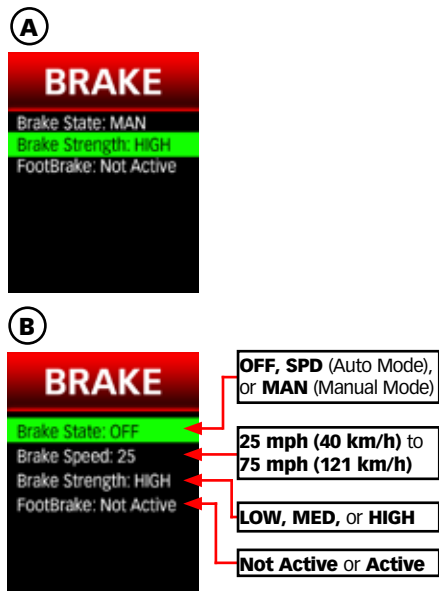 A
BRAKE
Brake State: MAN
Brake Strength: HIGH
FootBrake: Not Active
B
BRAKE
Brake State: OFF
Brake Speed: 25
Brake Strength: HIGH
FootBrake: Not Active
OFF, SPD (Auto Mode),
or MAN (Manual Mode)
25 mph (40 km/h) to
75 mph (121 km/h)
LOW, MED, or HIGH
Not Active or Active